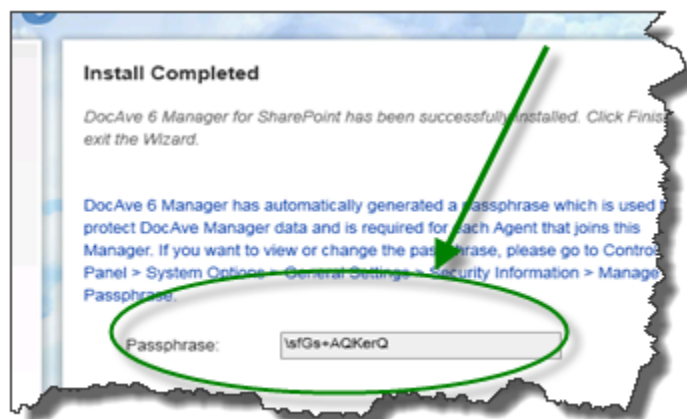 Install Completed
DocAve 6 Manager for SharePoint has been successfully installed. Click Finis
exit the Wizard.
DocAve 6 Manager has automatically generated a passphrase which is used t
protect DocAve Manager data and is required for each Agent that joins this
Manager. If you want to view or change the passphrase, please go to Control
Panel > System Options > General Settings > Security Information > Manage
Passphrase.
Passphrase: \sfGs+AQKerQ